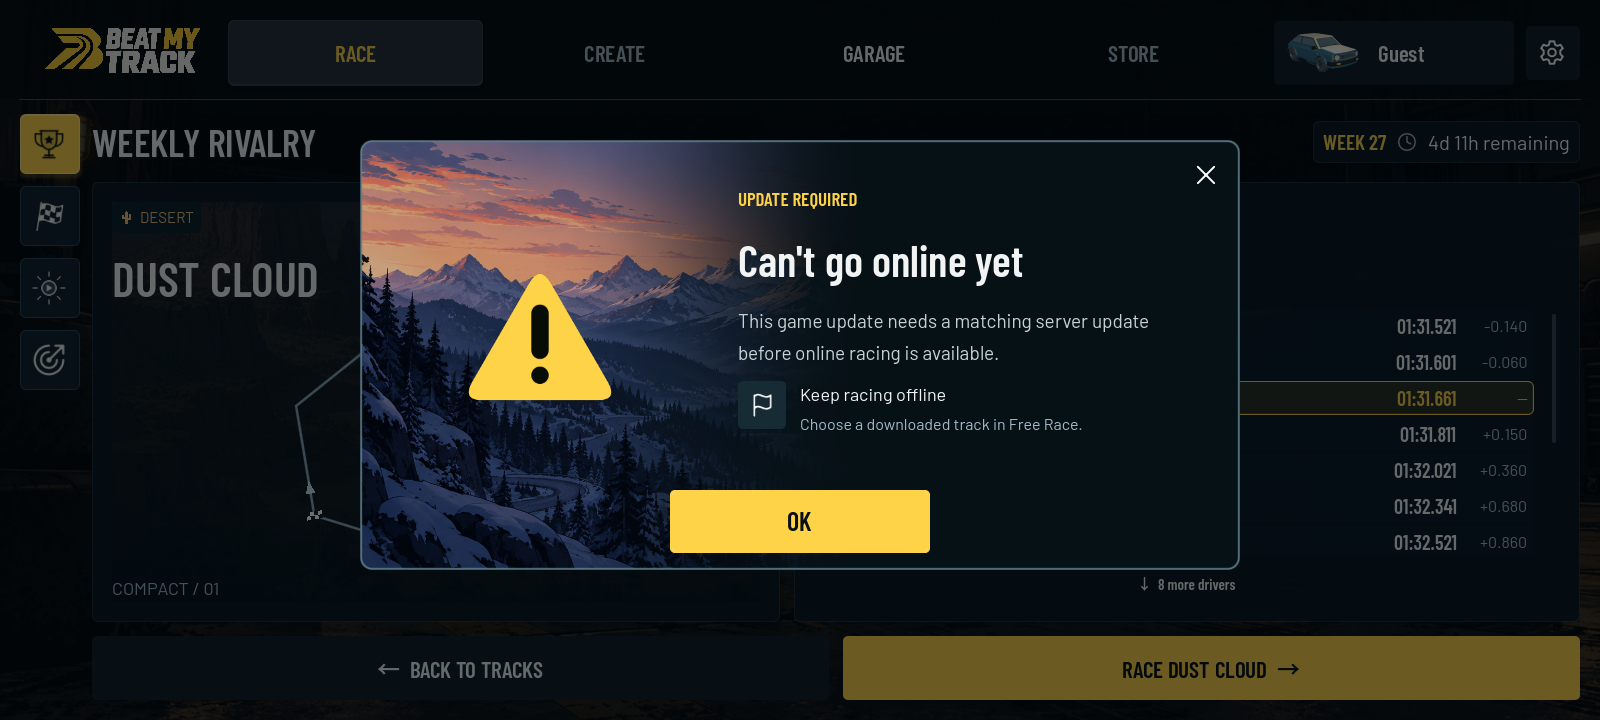 BEAT MY
TRACK
RACE
CREATE
GARAGE
STORE
Guest
WEEKLY RIVALRY
WEEK 27 4d 11h remaining
DESERT
DUST CLOUD
COMPACT / 01
UPDATE REQUIRED
Can't go online yet
This game update needs a matching server update
before online racing is available.
Keep racing offline
Choose a downloaded track in Free Race.
OK
01:31.521 -0.140
01:31.601 -0.060
01:31.661 —
01:31.811 +0.150
01:32.021 +0.360
01:32.341 +0.680
01:32.521 +0.860
↓ 8 more drivers
← BACK TO TRACKS
RACE DUST CLOUD →